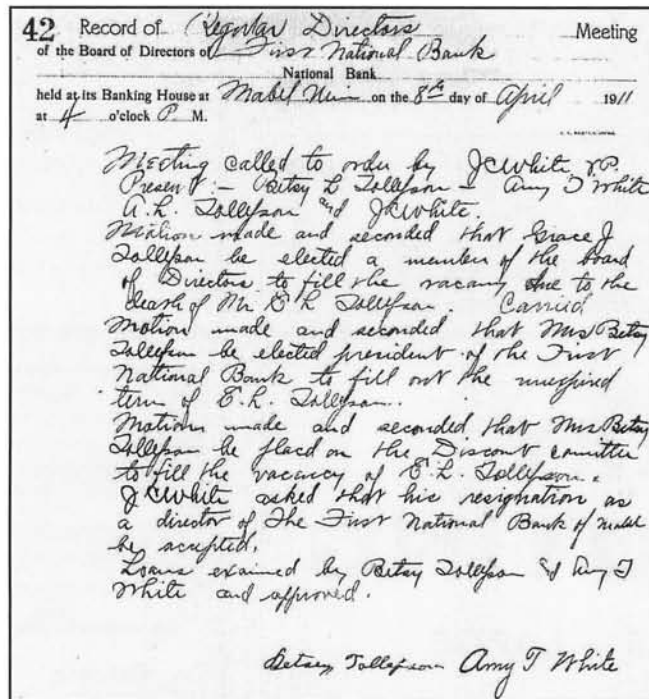 42 Record of Regular Directors Meeting
of the Board of Directors of First National Bank
National Bank
held at its Banking House at Mabel Minn on the 8th day of April 1911
at 4 o'clock P. M.
Meeting called to order by JCWhite V.P.
Present:- Betsy L Tollefson - Amy T White
A.L. Tollefson and JCWhite.
Motion made and seconded that Grace J
Tollefson be elected a member of the board
of Directors to fill the vacancy due to the
death of Mr E L Tollefson. Carried
Motion made and seconded that Mrs Betsy
Tollefson be elected president of the First
National Bank to fill out the unexpired
term of E.L. Tollefson.
Motion made and seconded that Mrs Betsy
Tollefson be placd on the Discount comittee
to fill the vacancy of E.L. Tollefson.
JCWhite asked that his resignation as
a director of The First National Bank of Mabel
be accepted.
Loans examined by Betsy Tollefson & Amy T
White and approved.
Betsey Tollefson Amy T White